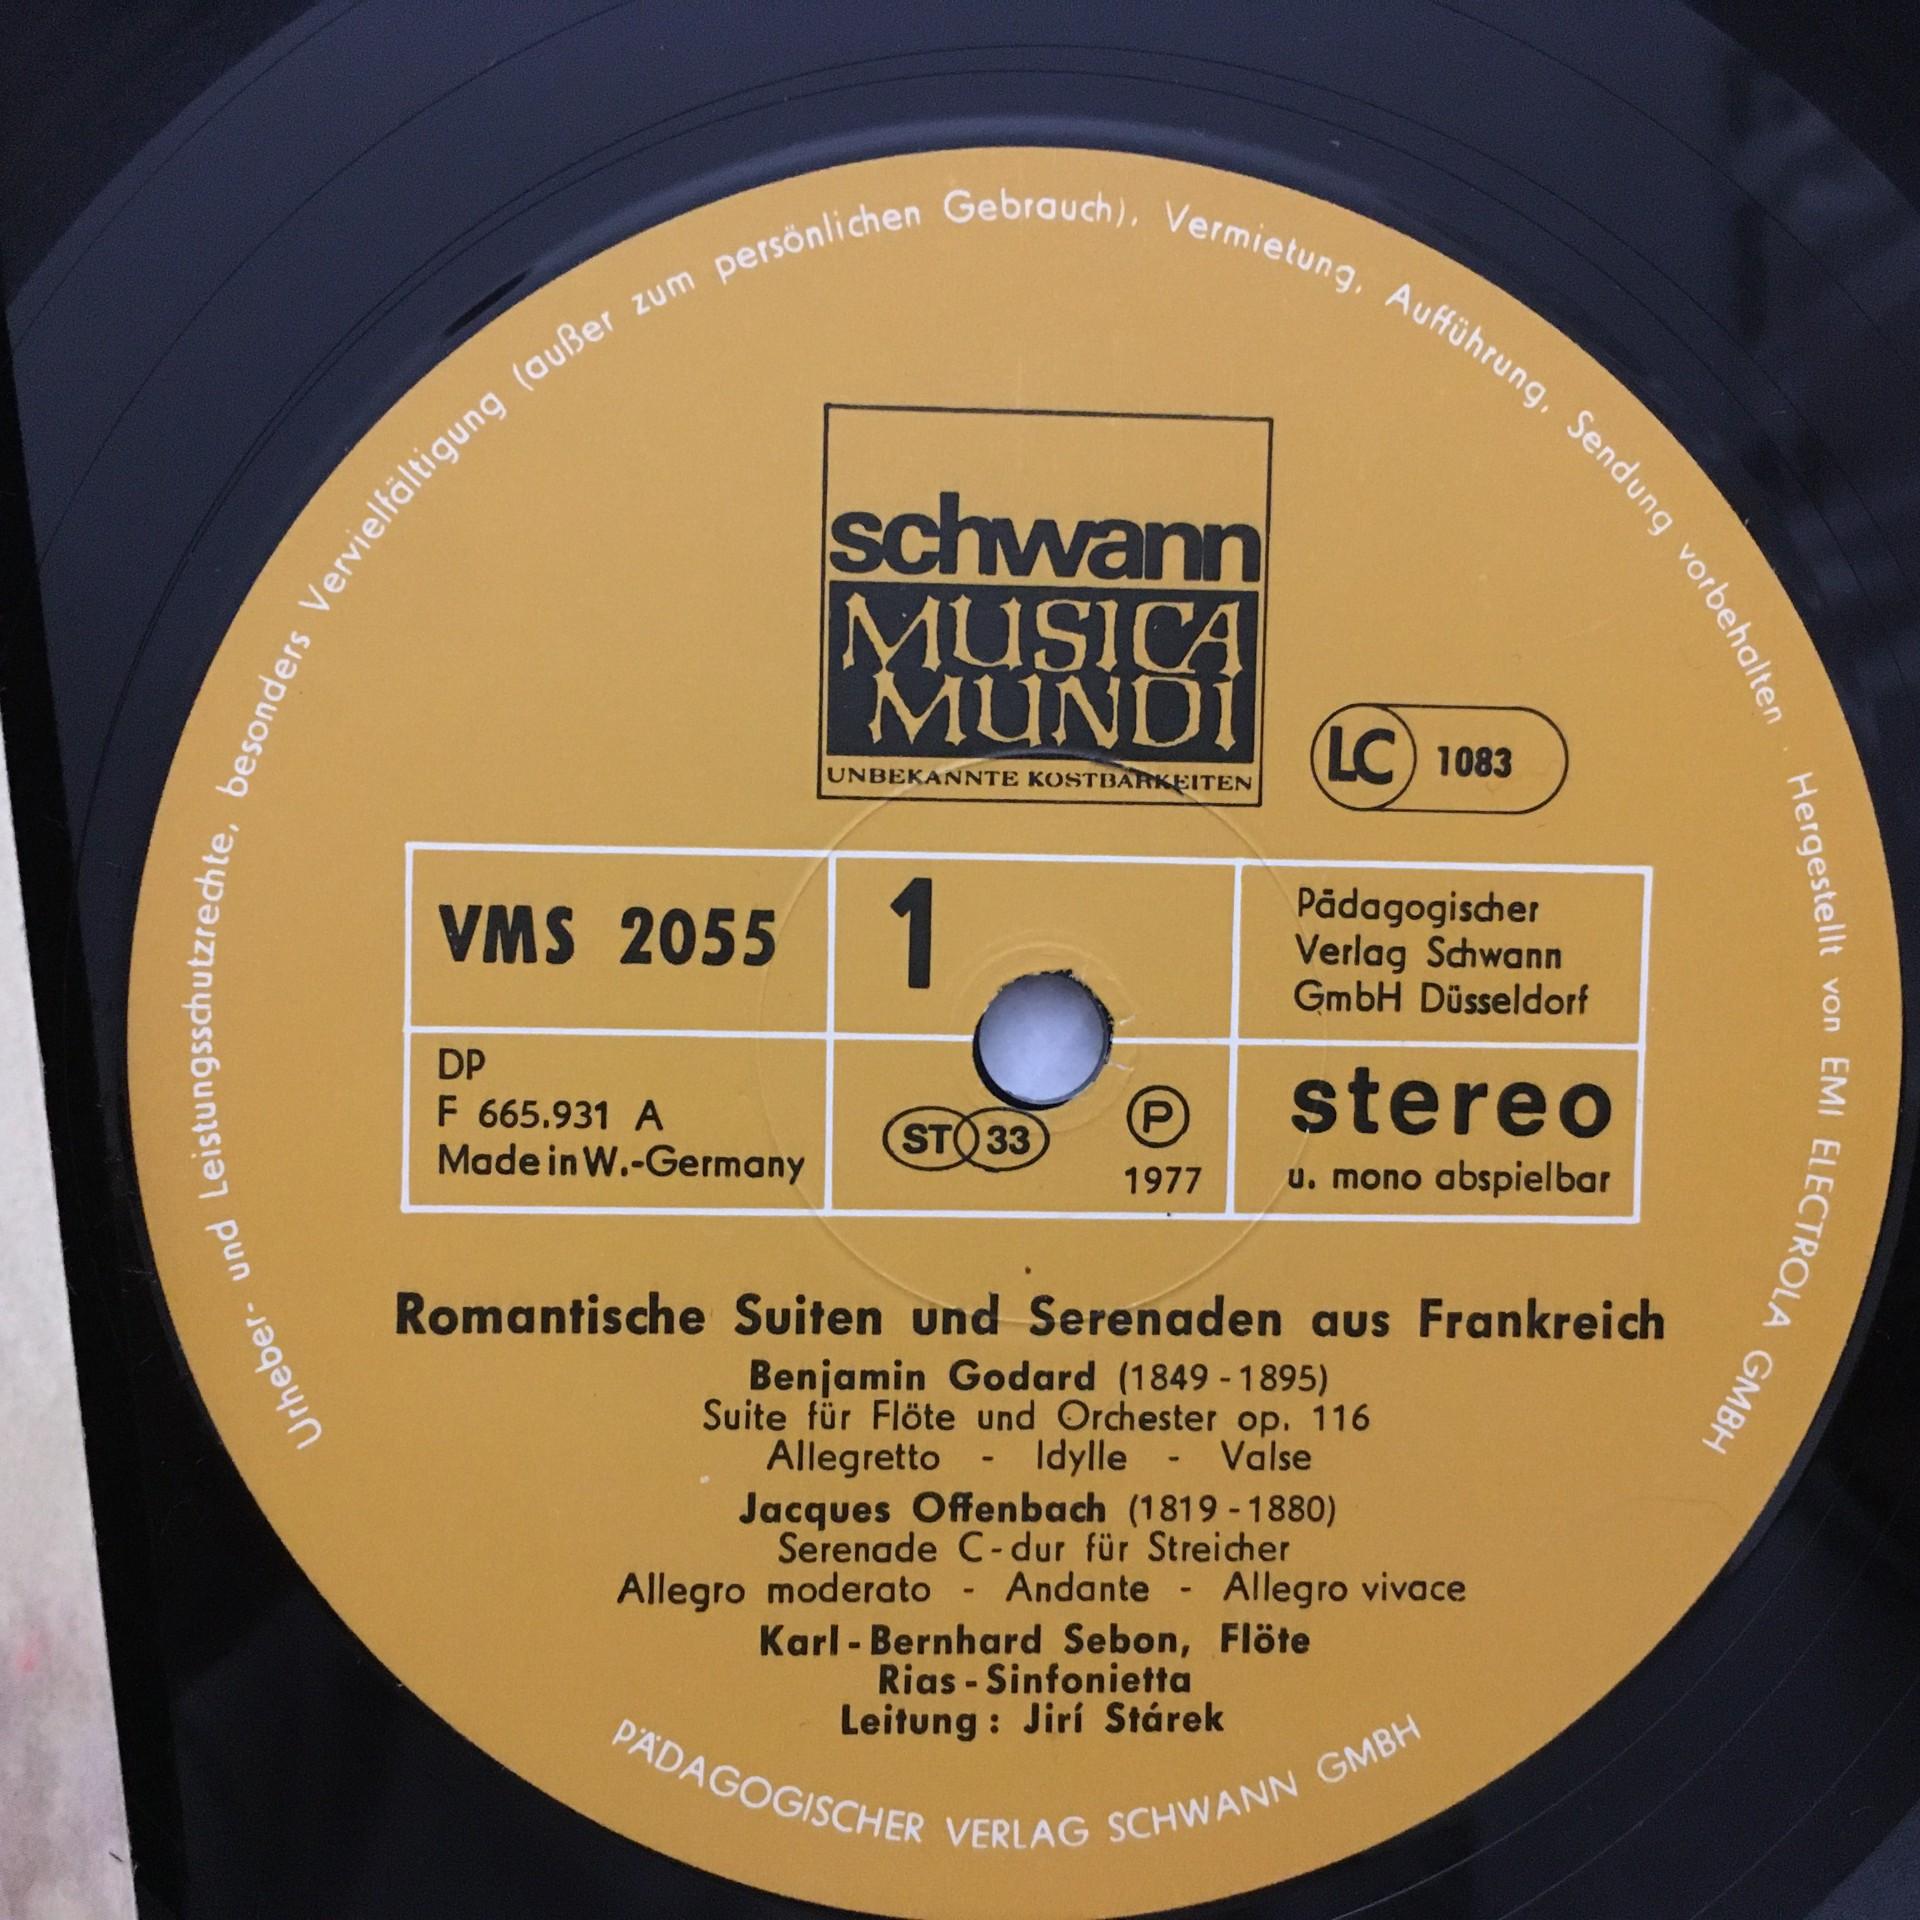 Urheber- und Leistungsschutzrechte, besonders Vervielfältigung (außer zum persönlichen Gebrauch), Vermietung, Aufführung, Sendung vorbehalten . Hergestellt von EMI ELECTROLA GMBH
schwann
MUSICA
MUNDI
UNBEKANNTE KOSTBARKEITEN
LC 1083
VMS 2055
1
Pädagogischer
Verlag Schwann
GmbH Düsseldorf
DP
F 665.931 A
Made in W.-Germany
ST 33
P
1977
stereo
u. mono abspielbar
Romantische Suiten und Serenaden aus Frankreich
Benjamin Godard (1849 - 1895)
Suite für Flöte und Orchester op. 116
Allegretto - Idylle - Valse
Jacques Offenbach (1819 - 1880)
Serenade C-dur für Streicher
Allegro moderato - Andante - Allegro vivace
Karl-Bernhard Sebon, Flöte
Rias-Sinfonietta
Leitung: Jirí Stárek
PÄDAGOGISCHER VERLAG SCHWANN GMBH